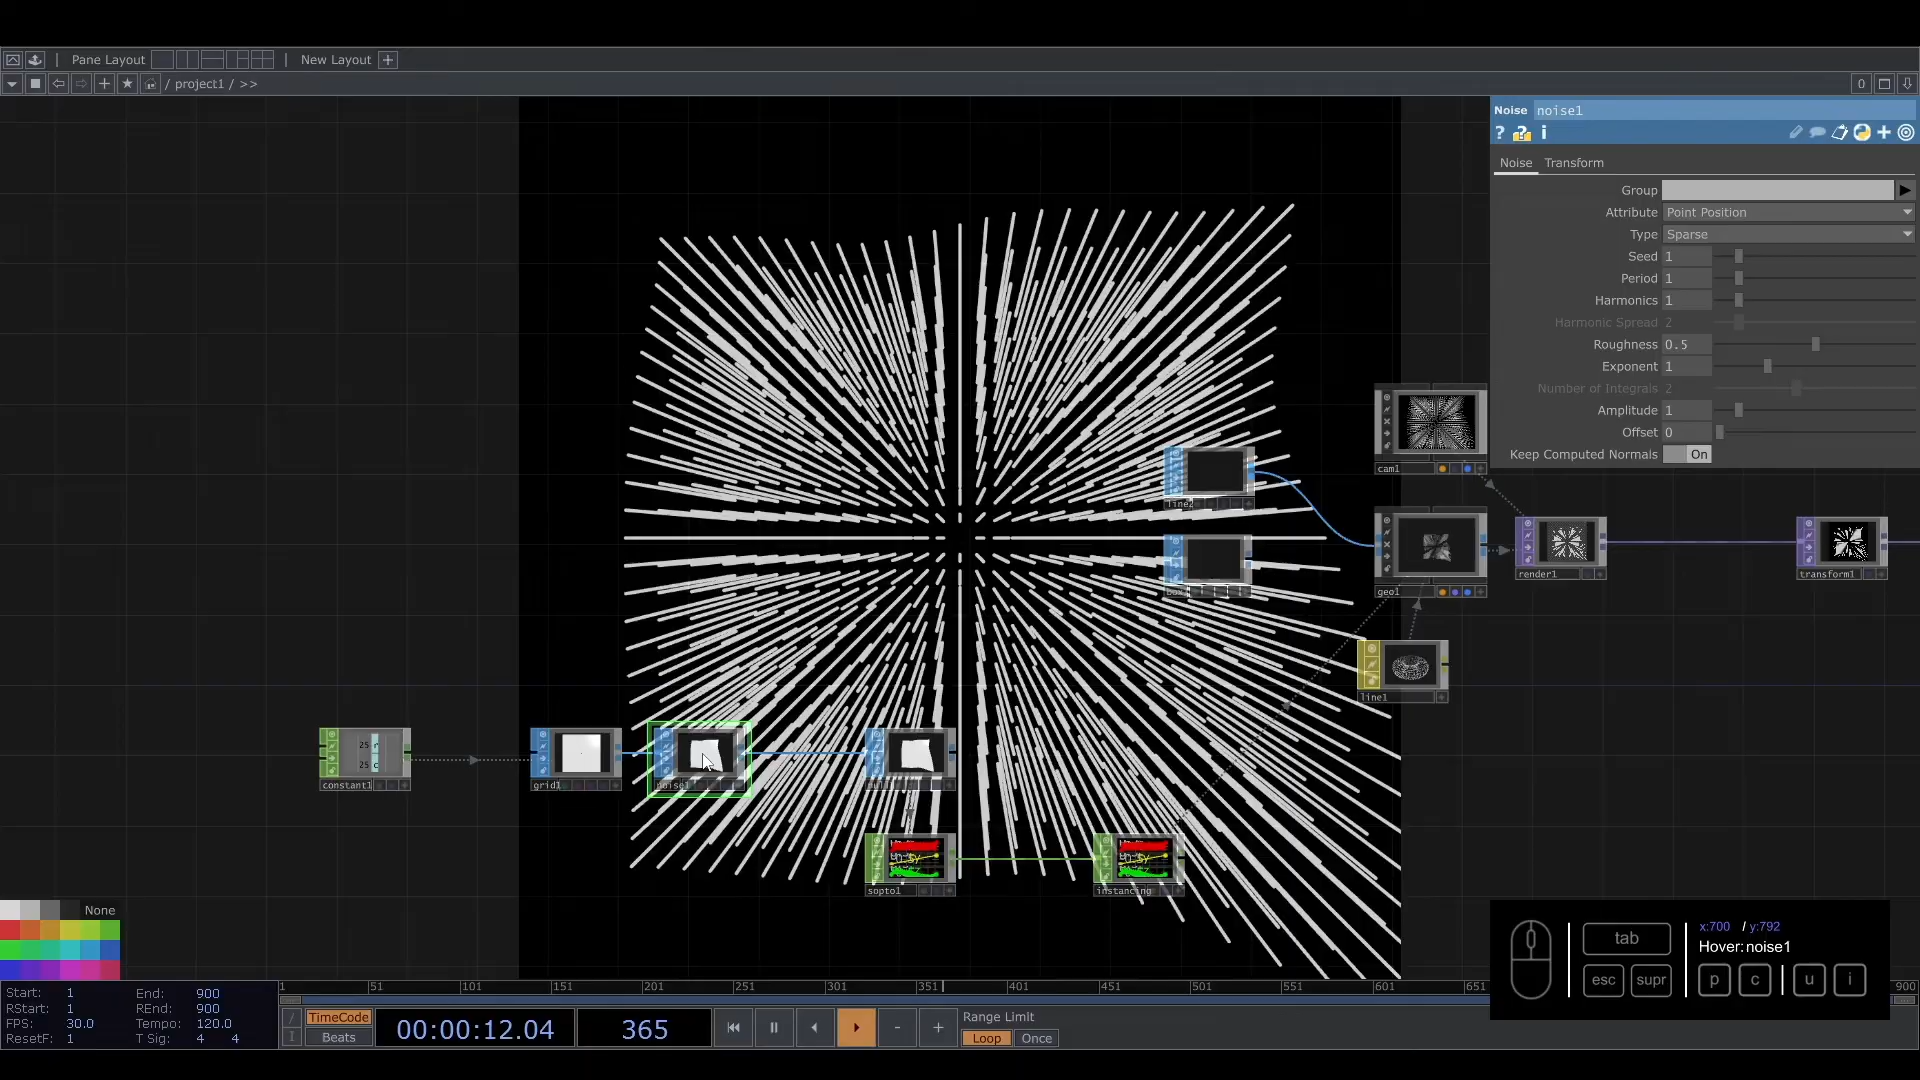 Pane Layout
New Layout
/ project1 / >>
0
Noise noise1
Noise Transform
Group
Attribute Point Position
Type Sparse
Seed 1
Period 1
Harmonics 1
Harmonic Spread 2
Roughness 0.5
Exponent 1
Number of Integrals 2
Amplitude 1
Offset 0
Keep Computed Normals On
cam1
line2
geo1
render1
transform1
line1
25 r
25 c
constant1
grid1
noise1
sopto1
instancing
None
tab
esc supr
x:700 / y:792
Hover: noise1
p c u i
Start: 1 End: 900
RStart: 1 REnd: 900
FPS: 30.0 Tempo: 120.0
ResetF: 1 T Sig: 4 4
1 51 101 151 201 251 301 351 401 451 501 551 601 651 900
TimeCode
Beats
00:00:12.04
365
Range Limit
Loop Once